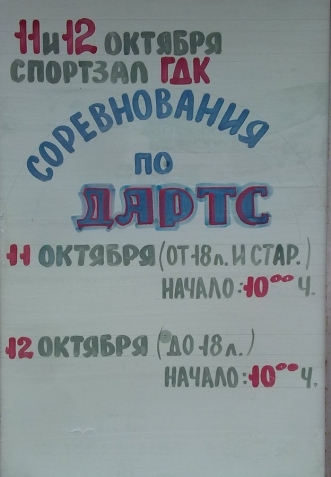 11 и 12 ОКТЯБРЯ
СПОРТЗАЛ ГДК
СОРЕВНОВАНИЯ
ПО
ДАРТС
11 ОКТЯБРЯ (ОТ 18 л. И СТАР.)
НАЧАЛО: 10⁰⁰ Ч.
12 ОКТЯБРЯ (ДО 18 л.)
НАЧАЛО: 10⁰⁰ Ч.